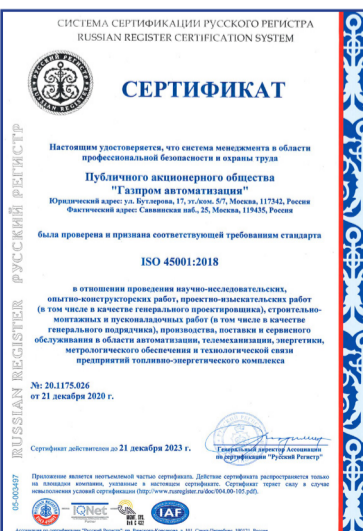 СИСТЕМА СЕРТИФИКАЦИИ РУССКОГО РЕГИСТРА
RUSSIAN REGISTER CERTIFICATION SYSTEM
РУССКИЙ РЕГИСТР
RUSSIAN REGISTER
СЕРТИФИКАТ
Настоящим удостоверяется, что система менеджмента в области
профессиональной безопасности и охраны труда
Публичного акционерного общества
"Газпром автоматизация"
Юридический адрес: ул. Бутлерова, 17, эт./ком. 5/7, Москва, 117342, Россия
Фактический адрес: Саввинская наб., 25, Москва, 119435, Россия
была проверена и признана соответствующей требованиям стандарта
ISO 45001:2018
в отношении проведения научно-исследовательских,
опытно-конструкторских работ, проектно-изыскательских работ
(в том числе в качестве генерального проектировщика), строительно-
монтажных и пусконаладочных работ (в том числе в качестве
генерального подрядчика), производства, поставки и сервисного
обслуживания в области автоматизации, телемеханизации, энергетики,
метрологического обеспечения и технологической связи
предприятий топливно-энергетического комплекса
№: 20.1175.026
от 21 декабря 2020 г.
Сертификат действителен до 21 декабря 2023 г.
Генеральный директор Ассоциации
по сертификации "Русский Регистр"
05-003497
Приложение является неотъемлемой частью сертификата. Действие сертификата распространяется только
на площадки компании, указанные в настоящем сертификате. Сертификат теряет силу в случае
невыполнения условий сертификации (http://www.rusregister.ru/doc/004.00-105.pdf).
IQNet
IAF